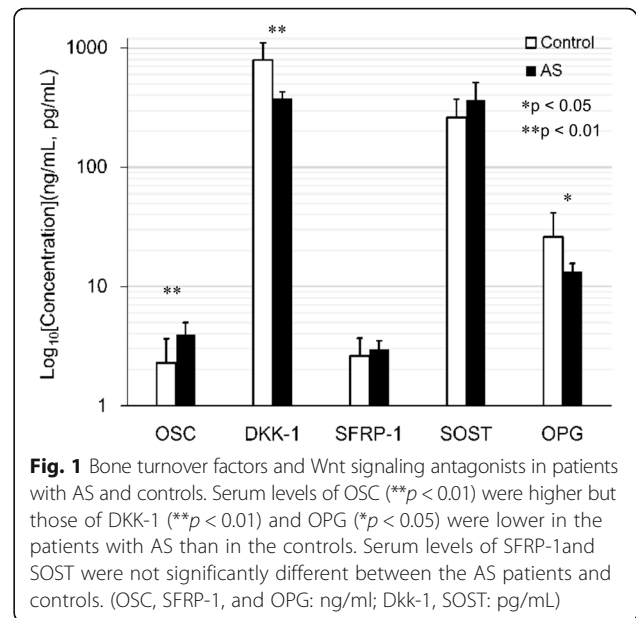 Log₁₀[Concentration](ng/mL, pg/mL)
1000
100
10
1
**
**
*
Control
AS
*p < 0.05
**p < 0.01
OSC DKK-1 SFRP-1 SOST OPG
Fig. 1 Bone turnover factors and Wnt signaling antagonists in patients
with AS and controls. Serum levels of OSC (**p < 0.01) were higher but
those of DKK-1 (**p < 0.01) and OPG (*p < 0.05) were lower in the
patients with AS than in the controls. Serum levels of SFRP-1and
SOST were not significantly different between the AS patients and
controls. (OSC, SFRP-1, and OPG: ng/ml; Dkk-1, SOST: pg/mL)